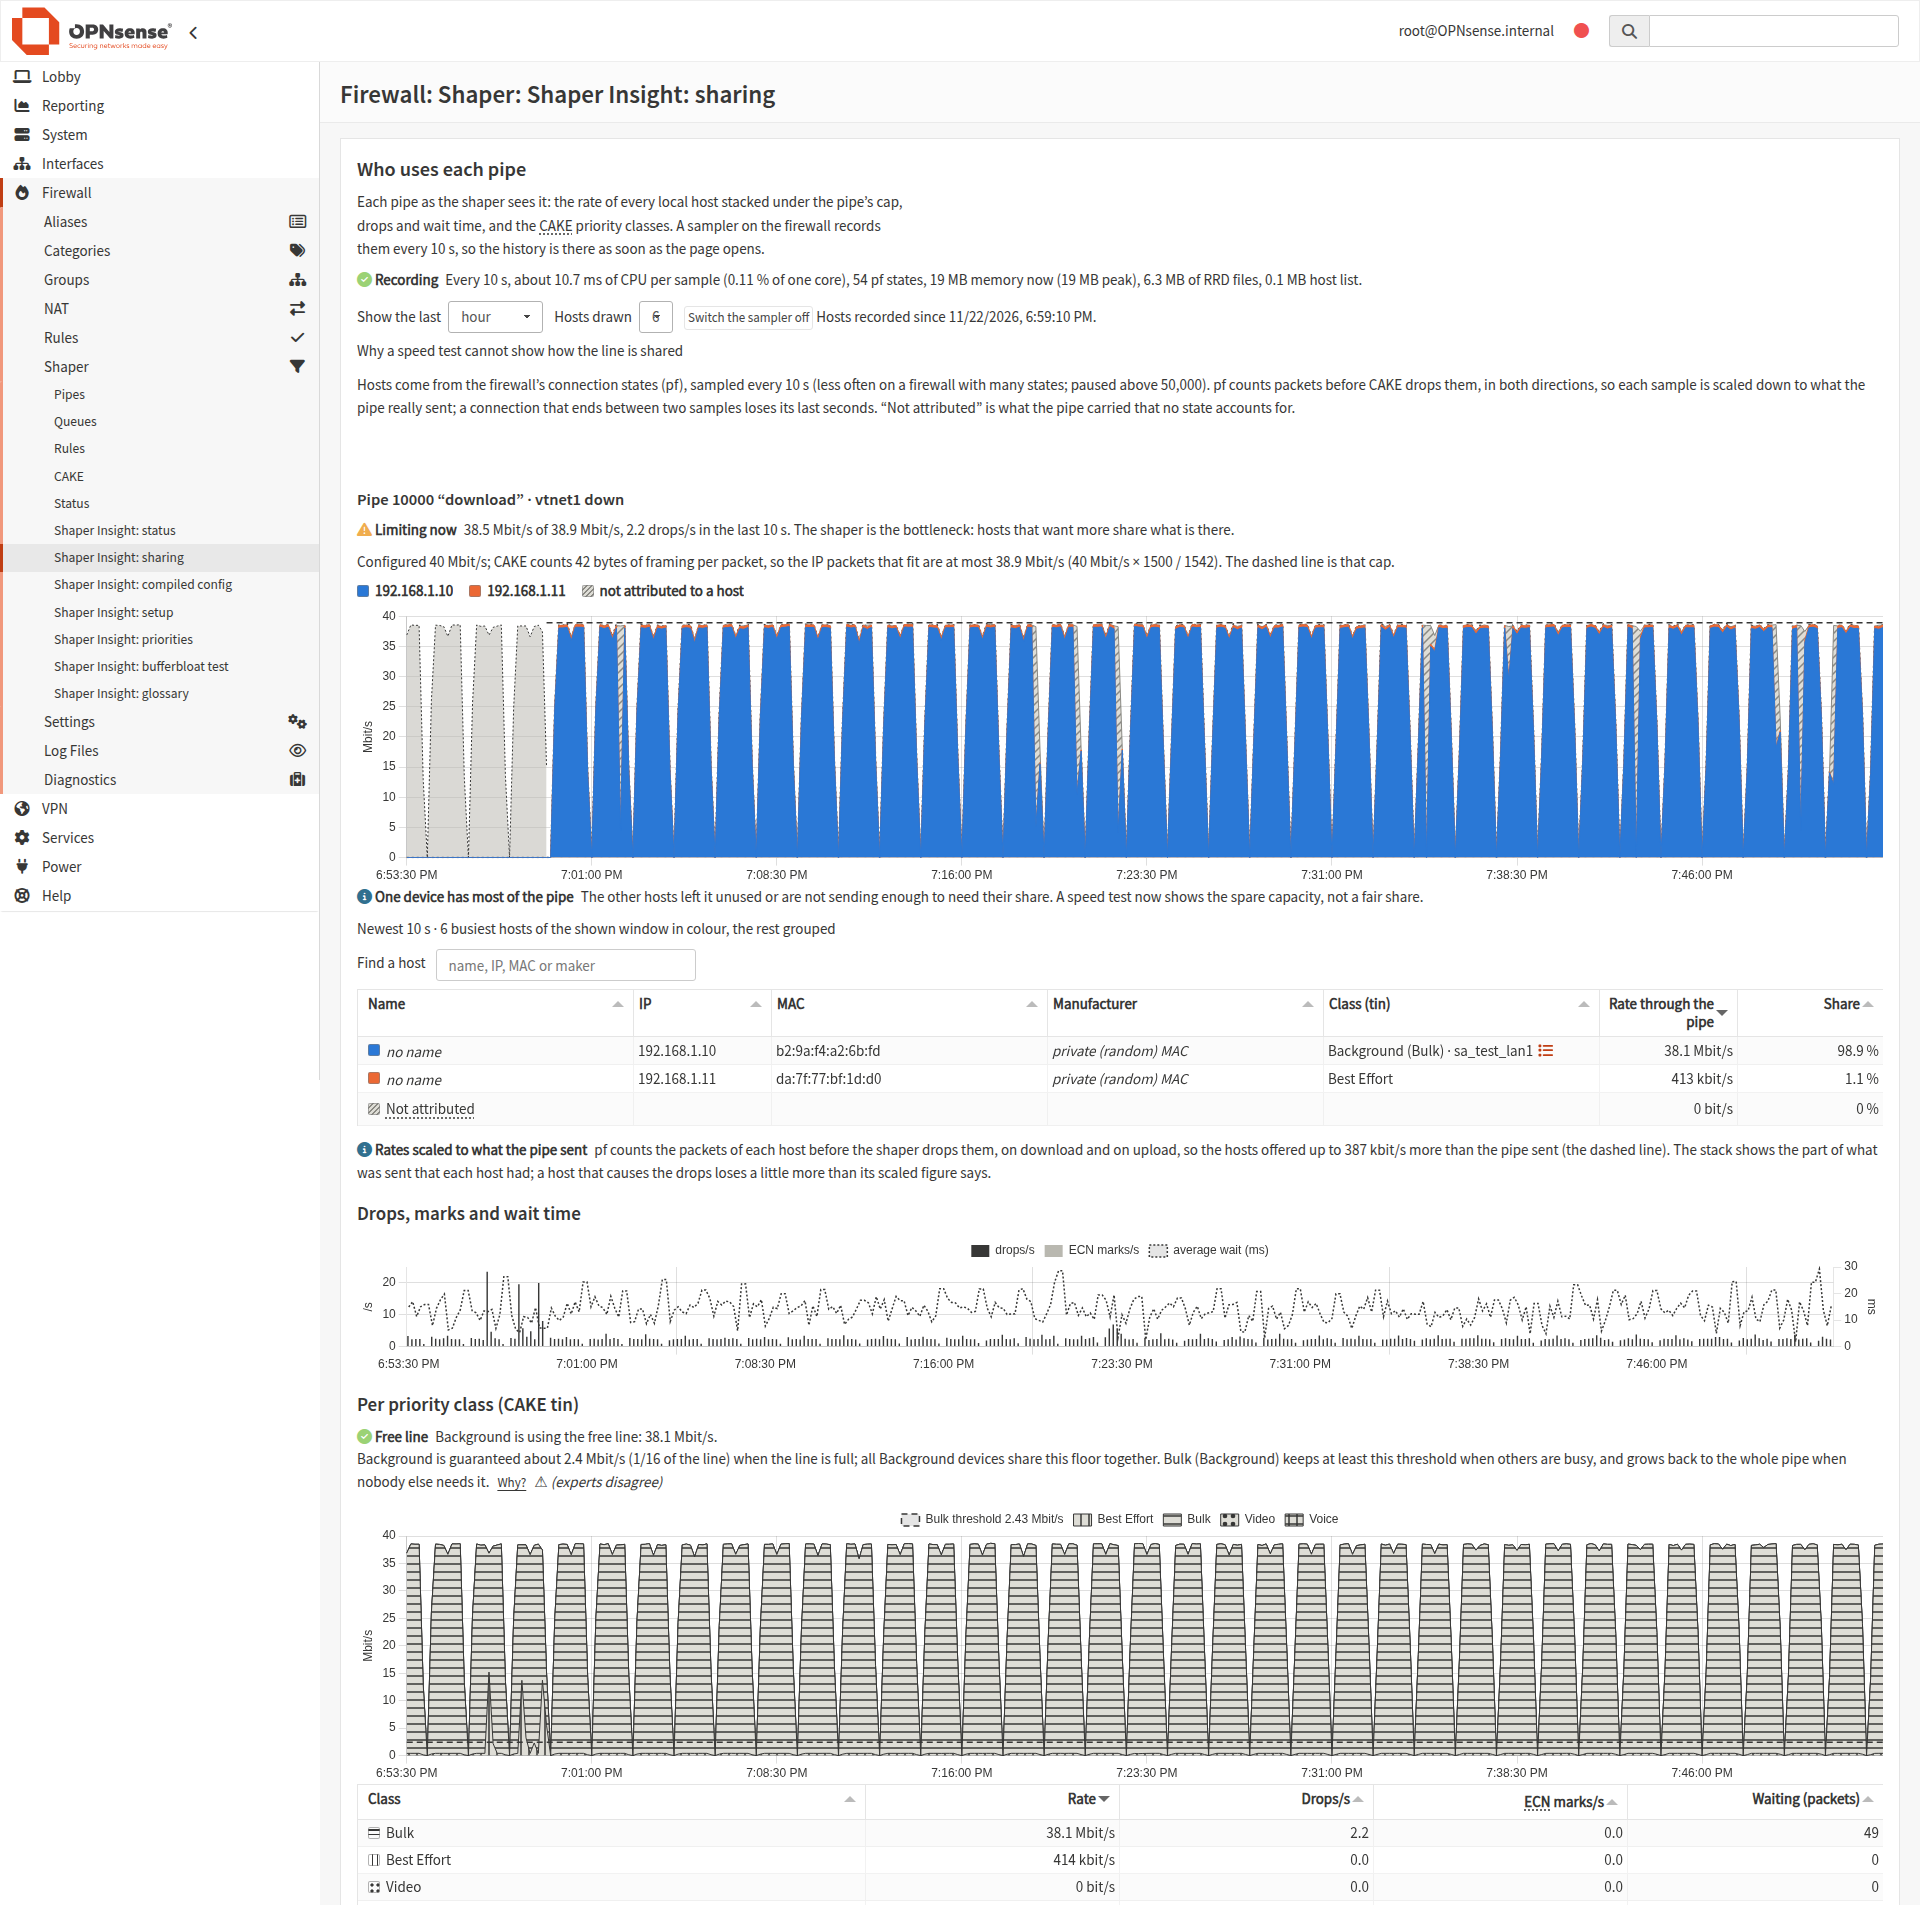 OPNsense®
Securing networks made easy
root@OPNsense.internal
Lobby
Reporting
System
Interfaces
Firewall
Aliases
Categories
Groups
NAT
Rules
Shaper
Pipes
Queues
Rules
CAKE
Status
Shaper Insight: status
Shaper Insight: sharing
Shaper Insight: compiled config
Shaper Insight: setup
Shaper Insight: priorities
Shaper Insight: bufferbloat test
Shaper Insight: glossary
Settings
Log Files
Diagnostics
VPN
Services
Power
Help
Firewall: Shaper: Shaper Insight: sharing
Who uses each pipe
Each pipe as the shaper sees it: the rate of every local host stacked under the pipe’s cap,
drops and wait time, and the CAKE priority classes. A sampler on the firewall records
them every 10 s, so the history is there as soon as the page opens.
Recording Every 10 s, about 10.7 ms of CPU per sample (0.11 % of one core), 54 pf states, 19 MB memory now (19 MB peak), 6.3 MB of RRD files, 0.1 MB host list.
Show the last hour Hosts drawn 6 Switch the sampler off Hosts recorded since 11/22/2026, 6:59:10 PM.
Why a speed test cannot show how the line is shared
Hosts come from the firewall’s connection states (pf), sampled every 10 s (less often on a firewall with many states; paused above 50,000). pf counts packets before CAKE drops them, in both directions, so each sample is scaled down to what the
pipe really sent; a connection that ends between two samples loses its last seconds. “Not attributed” is what the pipe carried that no state accounts for.
Pipe 10000 “download” · vtnet1 down
Limiting now 38.5 Mbit/s of 38.9 Mbit/s, 2.2 drops/s in the last 10 s. The shaper is the bottleneck: hosts that want more share what is there.
Configured 40 Mbit/s; CAKE counts 42 bytes of framing per packet, so the IP packets that fit are at most 38.9 Mbit/s (40 Mbit/s × 1500 / 1542). The dashed line is that cap.
192.168.1.10 192.168.1.11 not attributed to a host
40
35
30
25
20
15
10
5
0
Mbit/s
6:53:30 PM 7:01:00 PM 7:08:30 PM 7:16:00 PM 7:23:30 PM 7:31:00 PM 7:38:30 PM 7:46:00 PM
One device has most of the pipe The other hosts left it unused or are not sending enough to need their share. A speed test now shows the spare capacity, not a fair share.
Newest 10 s · 6 busiest hosts of the shown window in colour, the rest grouped
Find a host name, IP, MAC or maker
Name IP MAC Manufacturer Class (tin) Rate through the pipe Share
no name 192.168.1.10 b2:9a:f4:a2:6b:fd private (random) MAC Background (Bulk) · sa_test_lan1 38.1 Mbit/s 98.9 %
no name 192.168.1.11 da:7f:77:bf:1d:d0 private (random) MAC Best Effort 413 kbit/s 1.1 %
Not attributed 0 bit/s 0 %
Rates scaled to what the pipe sent pf counts the packets of each host before the shaper drops them, on download and on upload, so the hosts offered up to 387 kbit/s more than the pipe sent (the dashed line). The stack shows the part of what
was sent that each host had; a host that causes the drops loses a little more than its scaled figure says.
Drops, marks and wait time
drops/s ECN marks/s average wait (ms)
20
10
0
/s
30
20
10
0
ms
6:53:30 PM 7:01:00 PM 7:08:30 PM 7:16:00 PM 7:23:30 PM 7:31:00 PM 7:38:30 PM 7:46:00 PM
Per priority class (CAKE tin)
Free line Background is using the free line: 38.1 Mbit/s.
Background is guaranteed about 2.4 Mbit/s (1/16 of the line) when the line is full; all Background devices share this floor together. Bulk (Background) keeps at least this threshold when others are busy, and grows back to the whole pipe when
nobody else needs it. Why? ⚠ (experts disagree)
Bulk threshold 2.43 Mbit/s Best Effort Bulk Video Voice
40
35
30
25
20
15
10
5
0
Mbit/s
6:53:30 PM 7:01:00 PM 7:08:30 PM 7:16:00 PM 7:23:30 PM 7:31:00 PM 7:38:30 PM 7:46:00 PM
Class Rate Drops/s ECN marks/s Waiting (packets)
Bulk 38.1 Mbit/s 2.2 0.0 49
Best Effort 414 kbit/s 0.0 0.0 0
Video 0 bit/s 0.0 0.0 0